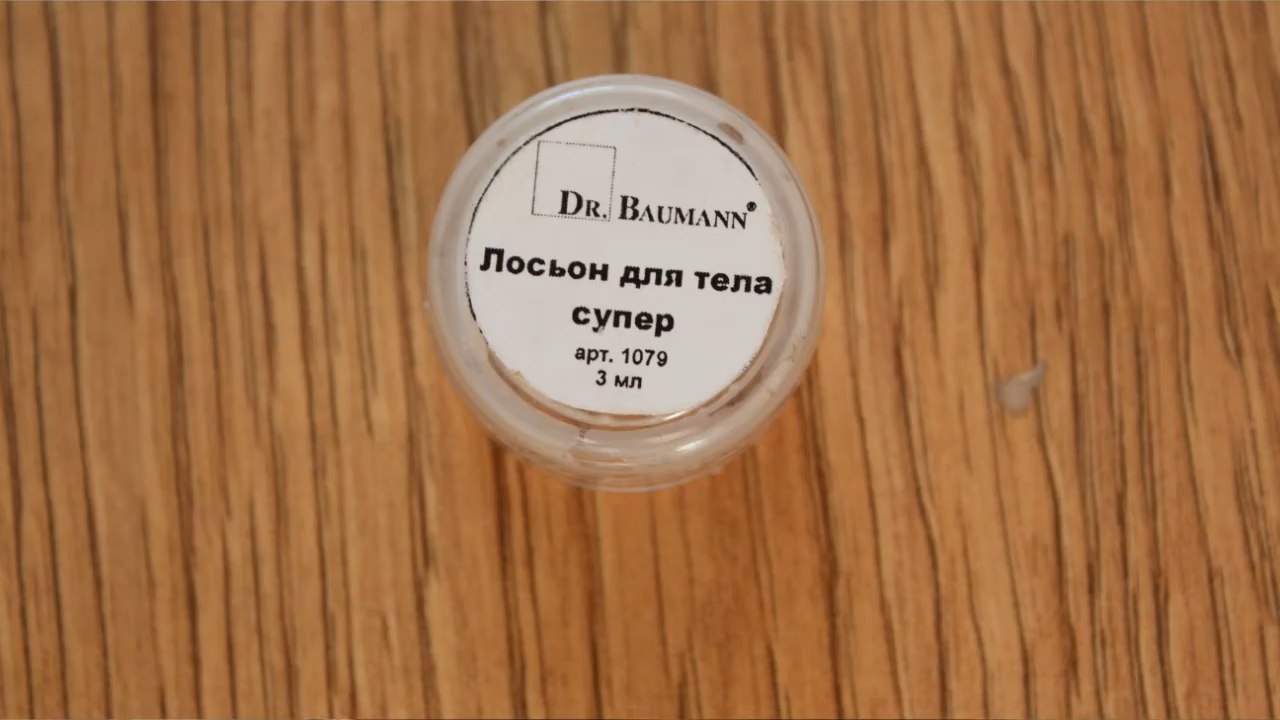 DR. BAUMANN®
Лосьон для тела
супер
арт. 1079
3 мл